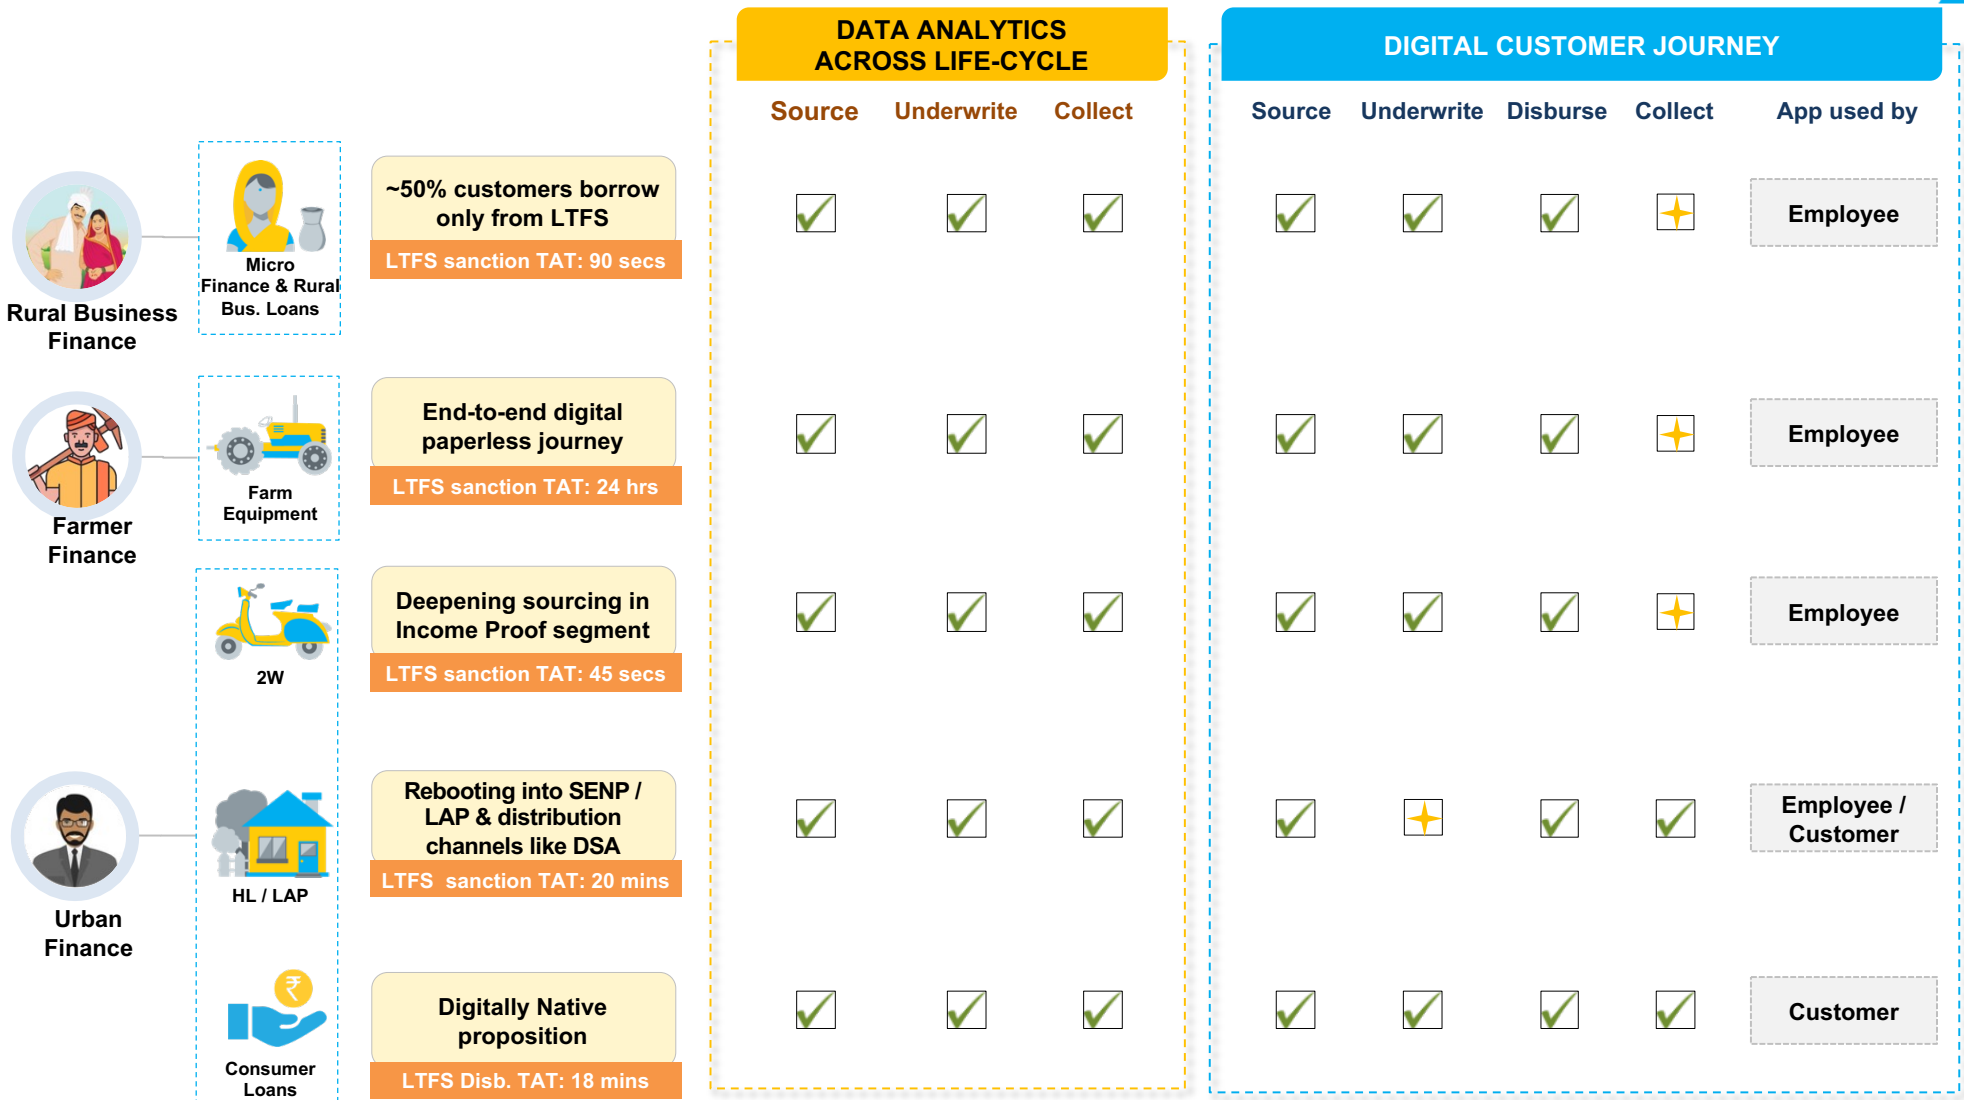 DATA ANALYTICS
ACROSS LIFE-CYCLE
DIGITAL CUSTOMER JOURNEY
Source Underwrite Collect
Source Underwrite Disburse Collect App used by
Rural Business
Finance
Micro
Finance & Rural
Bus. Loans
~50% customers borrow
only from LTFS
LTFS sanction TAT: 90 secs
Employee
Farmer
Finance
Farm
Equipment
End-to-end digital
paperless journey
LTFS sanction TAT: 24 hrs
Employee
2W
Deepening sourcing in
Income Proof segment
LTFS sanction TAT: 45 secs
Employee
Urban
Finance
HL / LAP
Rebooting into SENP /
LAP & distribution
channels like DSA
LTFS sanction TAT: 20 mins
Employee /
Customer
₹
Consumer
Loans
Digitally Native
proposition
LTFS Disb. TAT: 18 mins
Customer